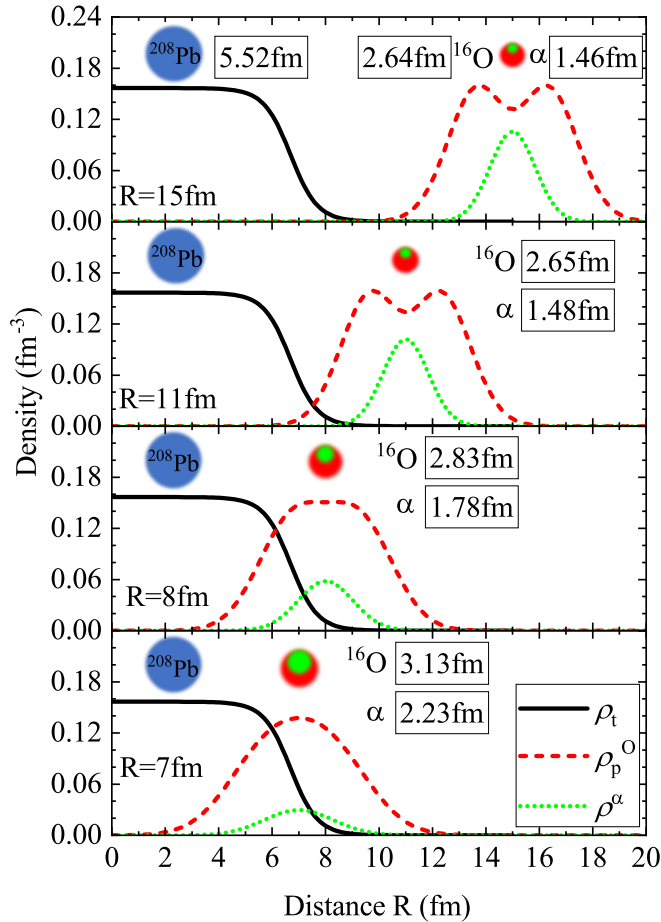 0.24
²⁰⁸Pb 5.52fm 2.64fm ¹⁶O α 1.46fm
0.18
0.12
0.06
R=15fm
0.00
²⁰⁸Pb
¹⁶O 2.65fm
0.18
α 1.48fm
0.12
0.06
R=11fm
0.00
²⁰⁸Pb
¹⁶O 2.83fm
0.18
α 1.78fm
0.12
0.06
R=8fm
0.00
²⁰⁸Pb
¹⁶O 3.13fm
0.18
α 2.23fm
0.12
R=7fm
0.06
0.00
ρₜ
ρₚᴼ
ρᵅ
0 2 4 6 8 10 12 14 16 18 20
Distance R (fm)
Density (fm⁻³)